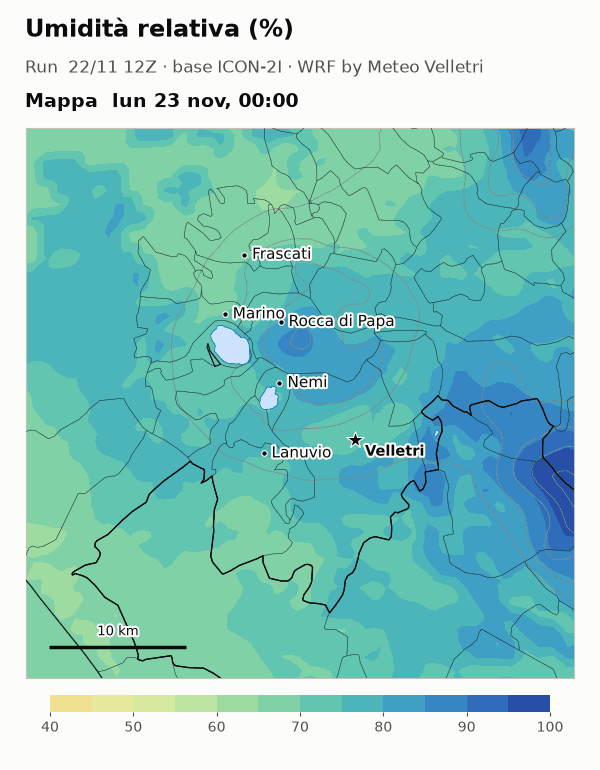 Umidità relativa (%)
Run  22/11 12Z · base ICON-2I · WRF by Meteo Velletri
Mappa  lun 23 nov, 00:00
Frascati
Marino
Rocca di Papa
Nemi
Velletri
Lanuvio
10 km
40 50 60 70 80 90 100